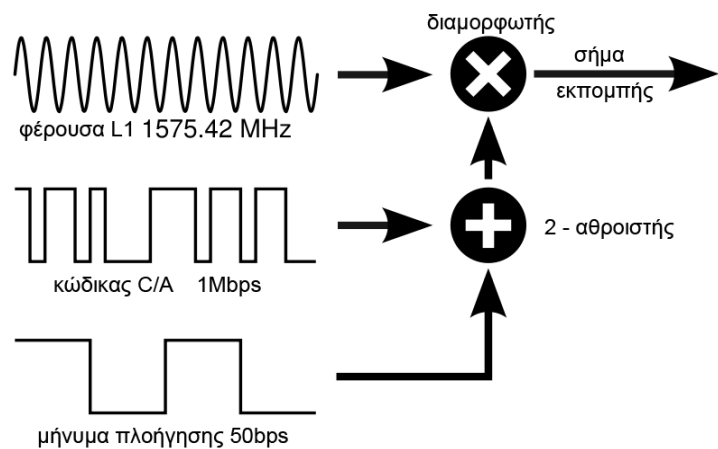 διαμορφωτής
σήμα
εκπομπής
φέρουσα L1 1575.42 MHz
2 - αθροιστής
κώδικας C/A 1Mbps
μήνυμα πλοήγησης 50bps